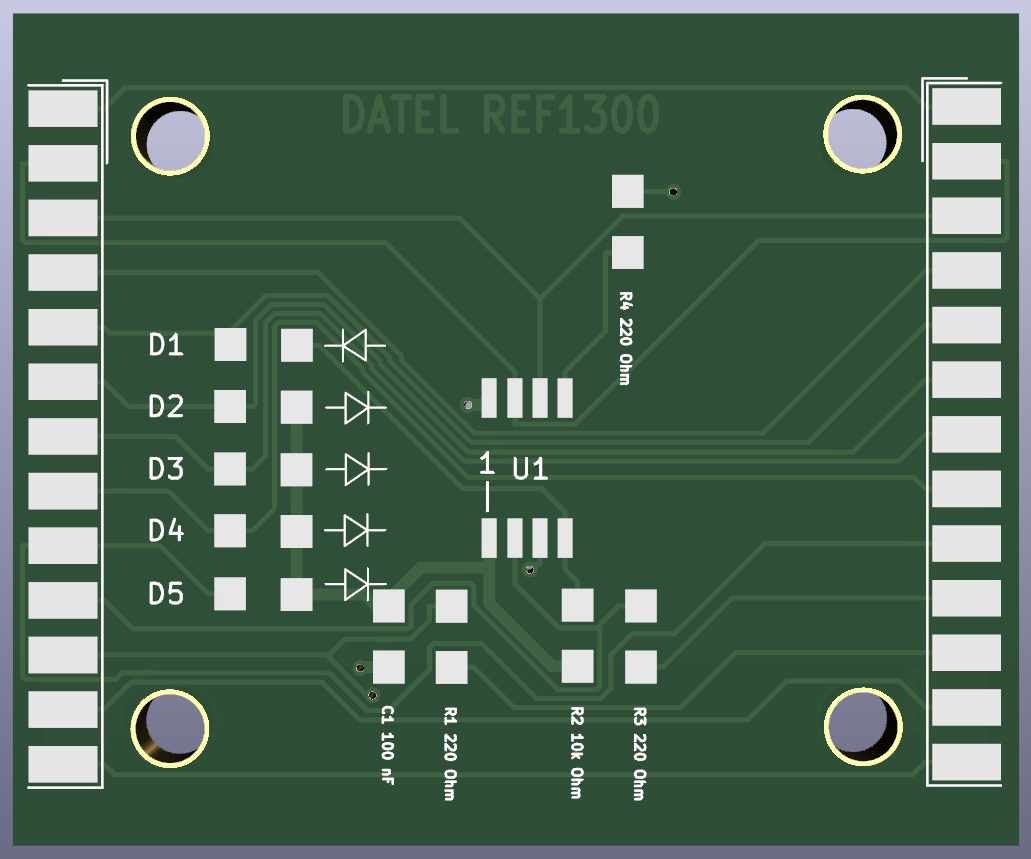 DATEL REF1300
R4 220 Ohm
D1
D2
D3
1
U1
D4
D5
C1 100 nF
R1 220 Ohm
R2 10k Ohm
R3 220 Ohm